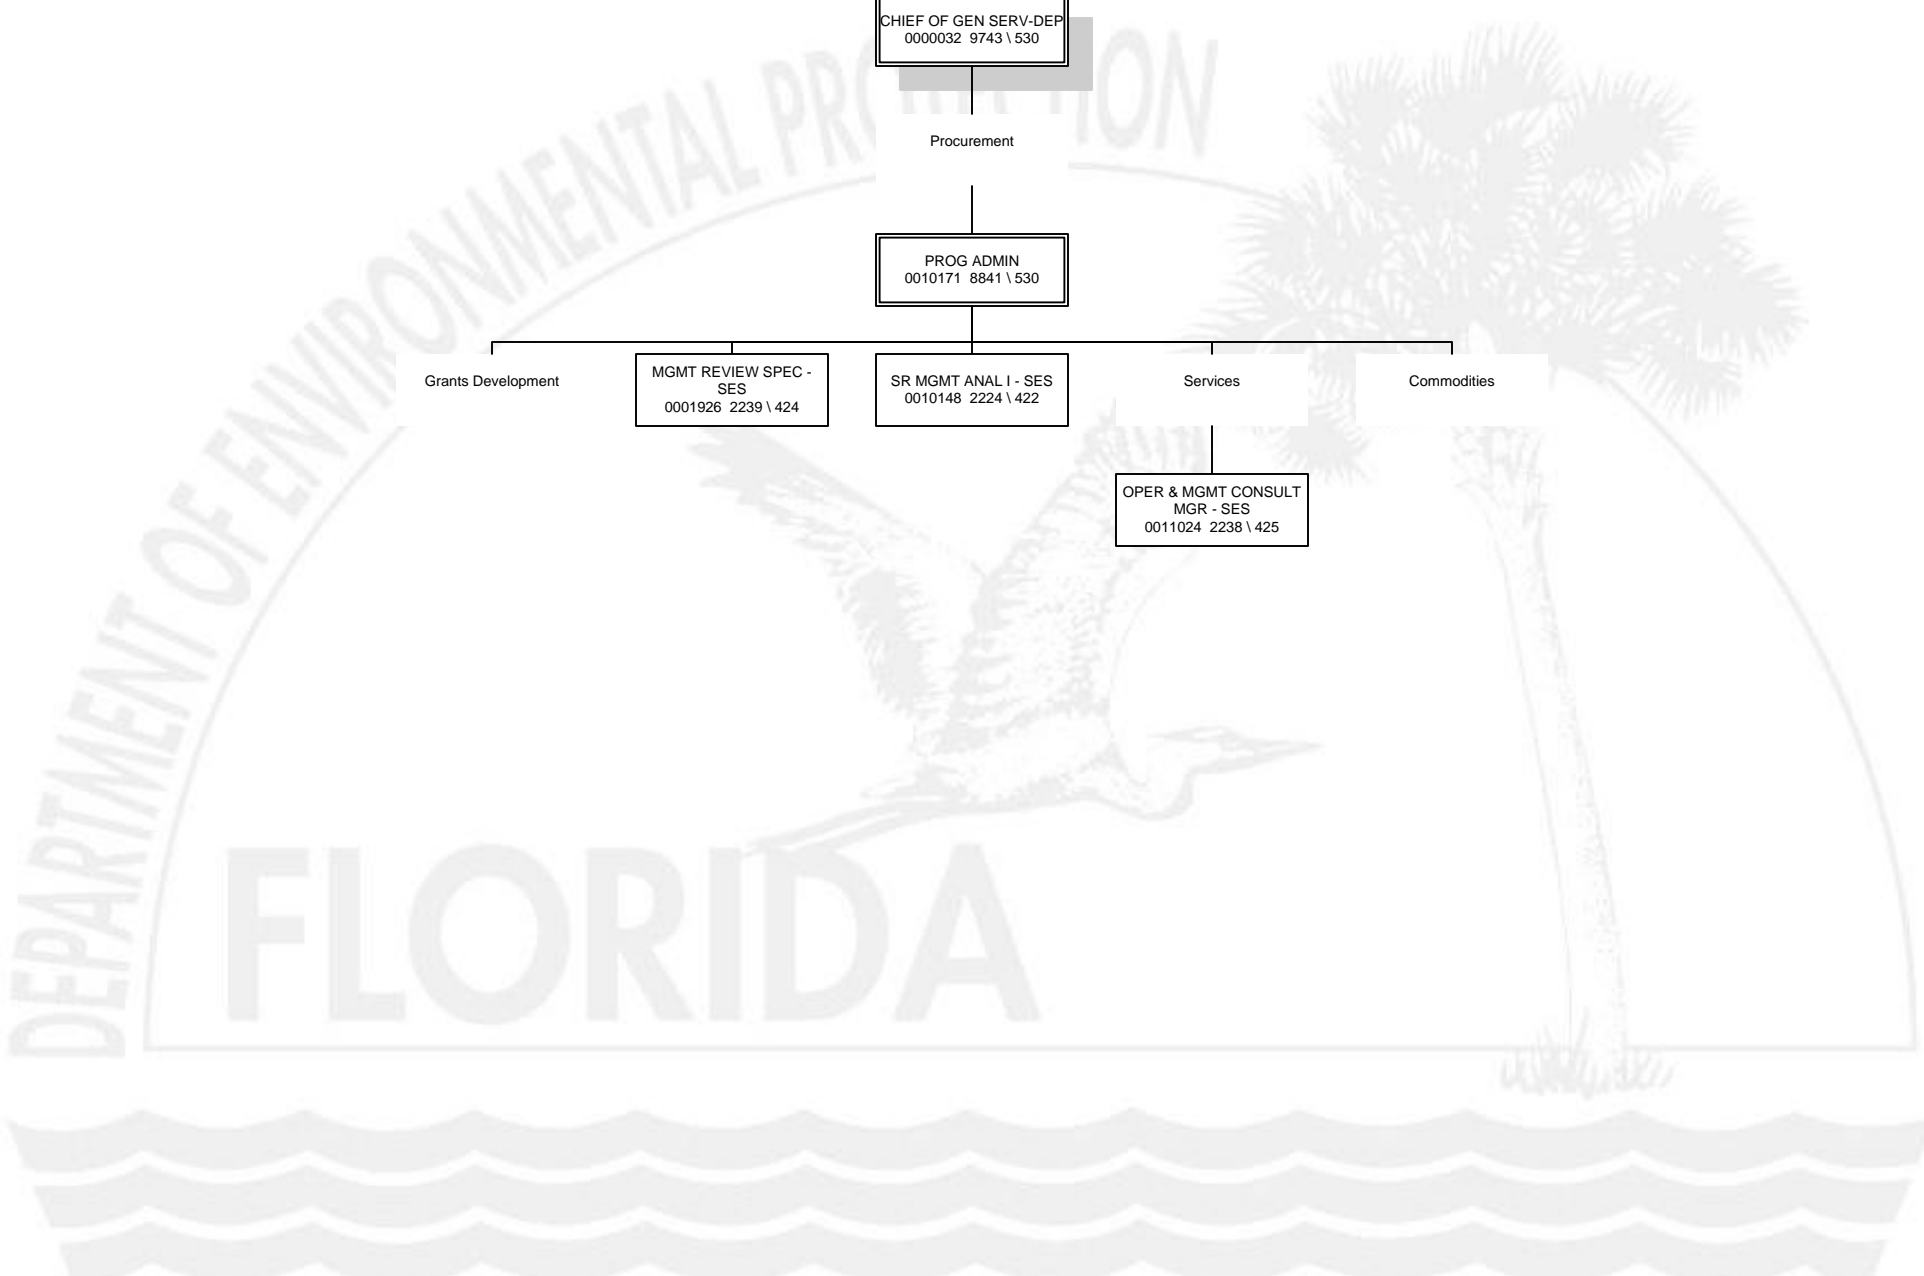 CHIEF OF GEN SERV-DEP
0000032 9743 \ 530
DEPARTMENT OF ENVIRONMENTAL PROTECTION
Procurement
PROG ADMIN
0010171 8841 \ 530
Grants Development
MGMT REVIEW SPEC -
SES
0001926 2239 \ 424
SR MGMT ANAL I - SES
0010148 2224 \ 422
Services
Commodities
OPER & MGMT CONSULT
MGR - SES
0011024 2238 \ 425
FLORIDA